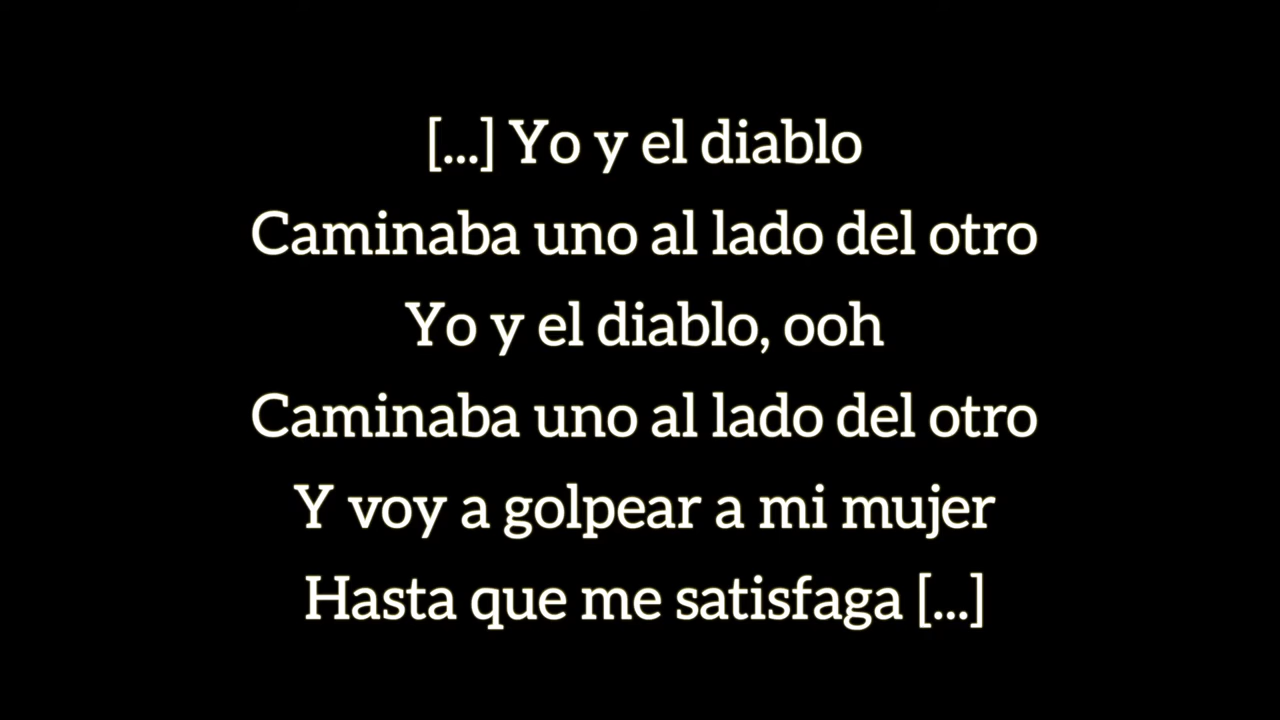 [...] Yo y el diablo
Caminaba uno al lado del otro
Yo y el diablo, ooh
Caminaba uno al lado del otro
Y voy a golpear a mi mujer
Hasta que me satisfaga [...]